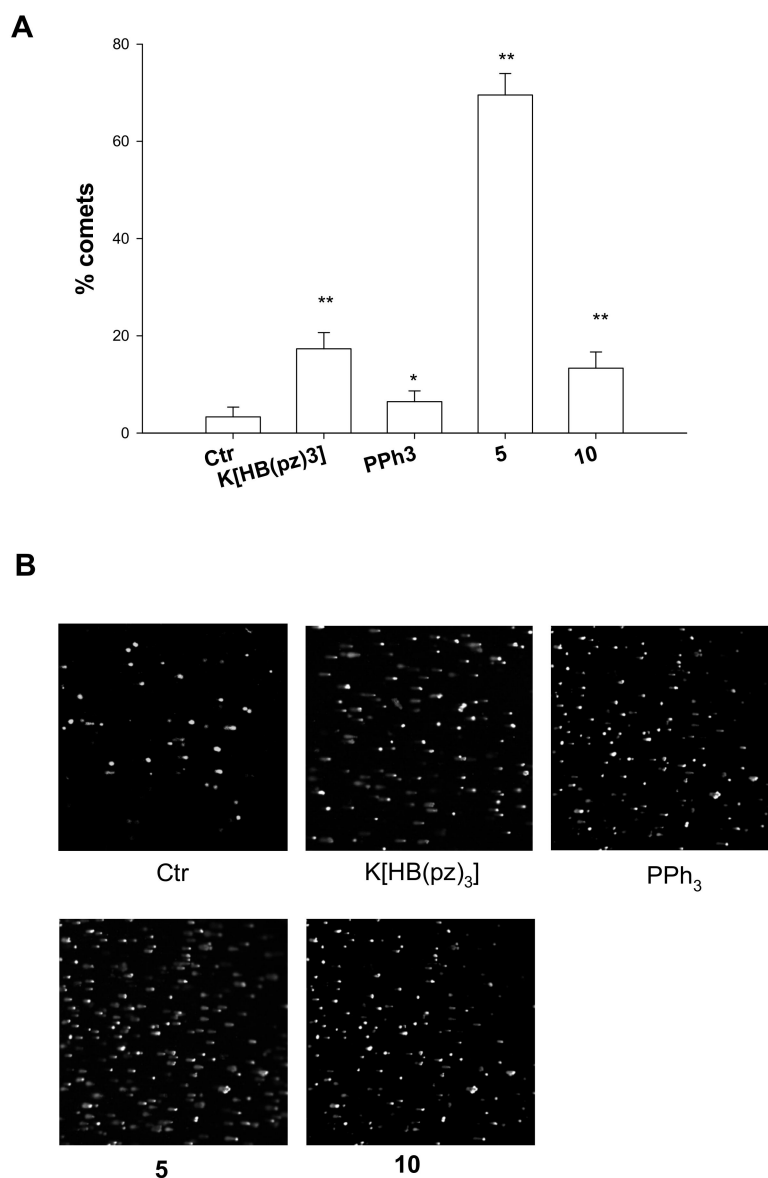 A
80
60
40
20
0
% comets
**
*
**
**
Ctr
K[HB(pz)3]
PPh3
5
10
B
Ctr
K[HB(pz)₃]
PPh₃
5
10